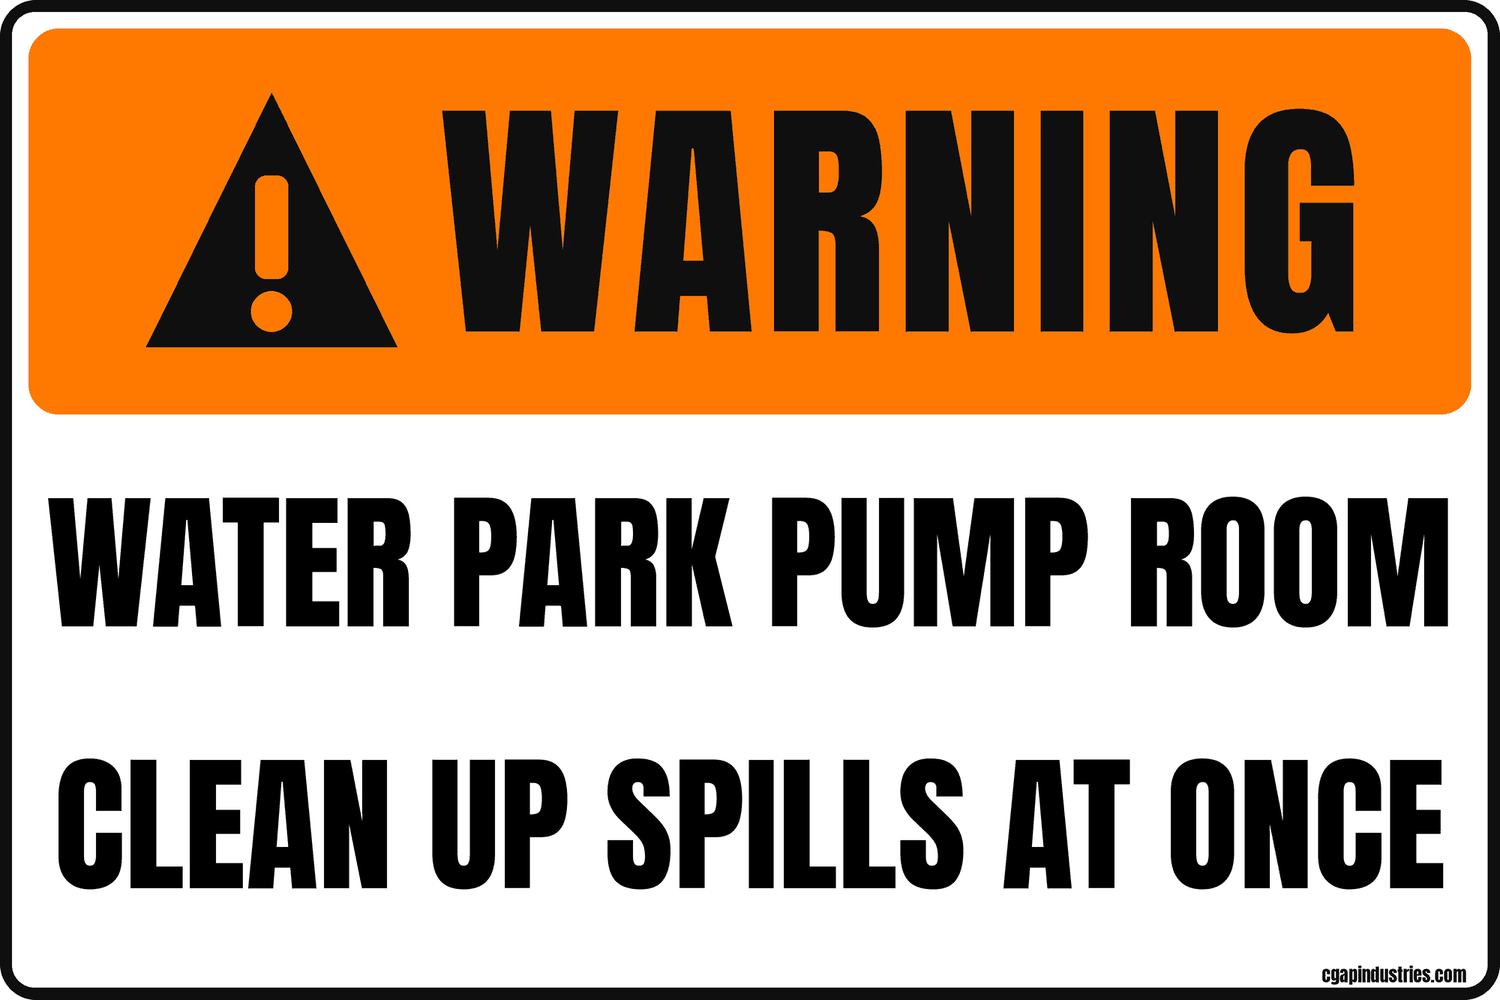 WARNING
WATER PARK PUMP ROOM
CLEAN UP SPILLS AT ONCE
cgapindustries.com